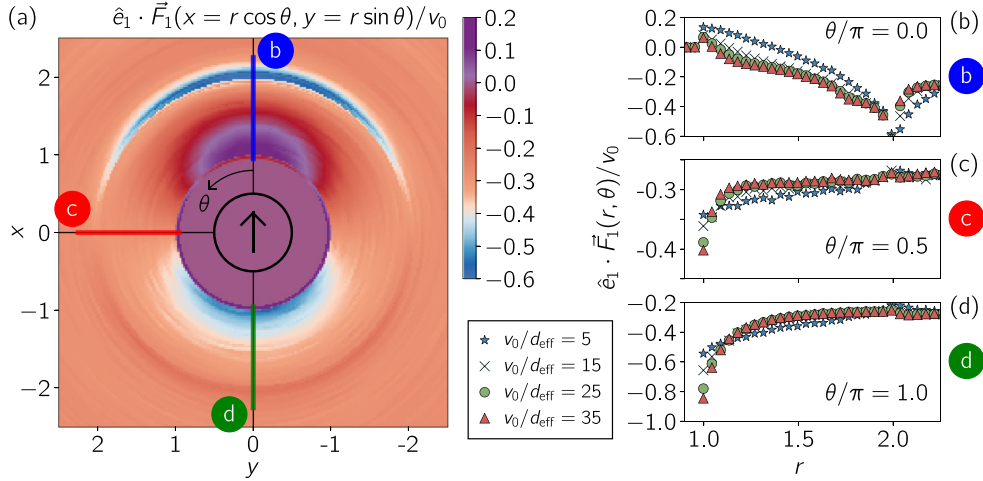 (a)
ê₁ · F⃗₁(x = r cos θ, y = r sin θ)/v₀
b
c
d
θ
2
1
0
−1
−2
x
2
1
0
-1
-2
y
0.2
0.1
0.0
−0.1
−0.2
−0.3
−0.4
−0.5
−0.6
v₀/d_eff = 5
v₀/d_eff = 15
v₀/d_eff = 25
v₀/d_eff = 35
ê₁ · F⃗₁(r, θ)/v₀
0.2
0.0
−0.2
−0.4
−0.6
θ/π = 0.0
(b)
b
−0.3
−0.4
θ/π = 0.5
(c)
c
−0.2
−0.4
−0.6
−0.8
−1.0
θ/π = 1.0
(d)
d
1.0
1.5
2.0
r